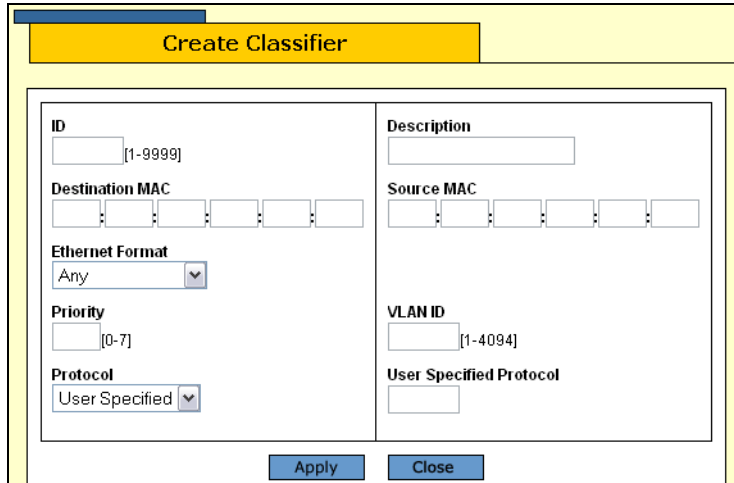 Create Classifier
ID
[1-9999]
Description
Destination MAC
: : : : :
Source MAC
: : : : :
Ethernet Format
Any
Priority
[0-7]
VLAN ID
[1-4094]
Protocol
User Specified
User Specified Protocol
Apply
Close